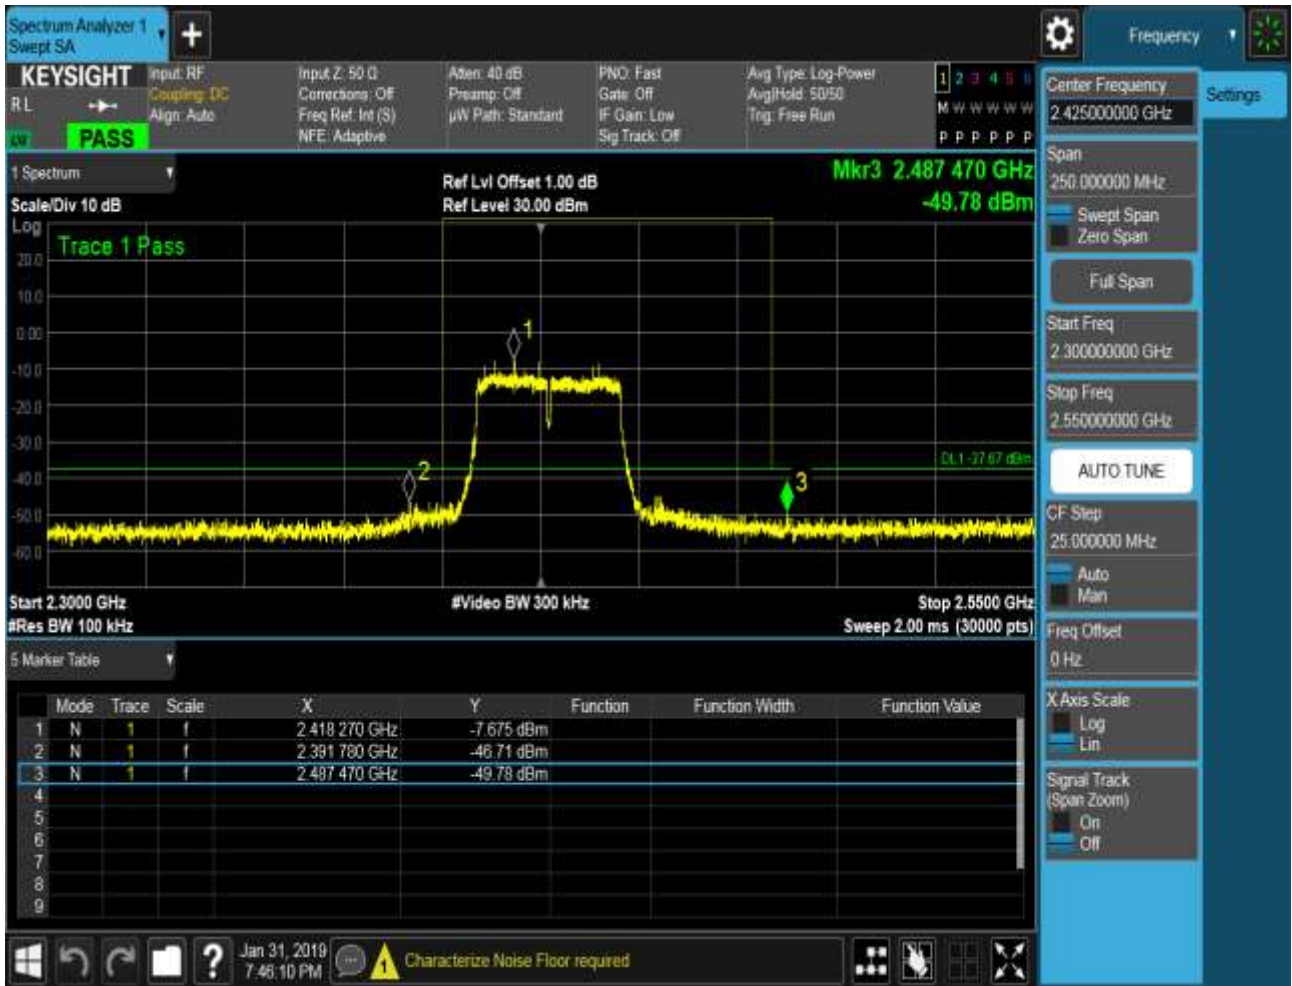 Spectrum Analyzer 1
Swept SA
+
Frequency
KEYSIGHT
R L
PASS
Input: RF
Coupling: DC
Align: Auto
Input Z: 50 Ω
Corrections: Off
Freq Ref: Int (S)
NFE: Adaptive
Atten: 40 dB
Preamp: Off
µW Path: Standard
PNO: Fast
Gate: Off
IF Gain: Low
Sig Track: Off
Avg Type: Log-Power
Avg|Hold: 50/50
Trig: Free Run
1 2 3 4 5 6
M W W W W W
P P P P P P
1 Spectrum
Scale/Div 10 dB
Ref Lvl Offset 1.00 dB
Ref Level 30.00 dBm
Mkr3 2.487 470 GHz
-49.78 dBm
Log
Trace 1 Pass
20.0
10.0
0.00
-10.0
-20.0
-30.0
-40.0
-50.0
-60.0
1
2
3
DL1 -37.67 dBm
Start 2.3000 GHz
#Video BW 300 kHz
Stop 2.5500 GHz
#Res BW 100 kHz
Sweep 2.00 ms (30000 pts)
5 Marker Table
Mode Trace Scale X Y Function Function Width Function Value
1 N 1 f 2.418 270 GHz -7.675 dBm
2 N 1 f 2.391 780 GHz -46.71 dBm
3 N 1 f 2.487 470 GHz -49.78 dBm
4
5
6
7
8
9
Jan 31, 2019
7:46:10 PM
?
1
Characterize Noise Floor required
Center Frequency
2.425000000 GHz
Settings
Span
250.000000 MHz
Swept Span
Zero Span
Full Span
Start Freq
2.300000000 GHz
Stop Freq
2.550000000 GHz
AUTO TUNE
CF Step
25.000000 MHz
Auto
Man
Freq Offset
0 Hz
X Axis Scale
Log
Lin
Signal Track
(Span Zoom)
On
Off